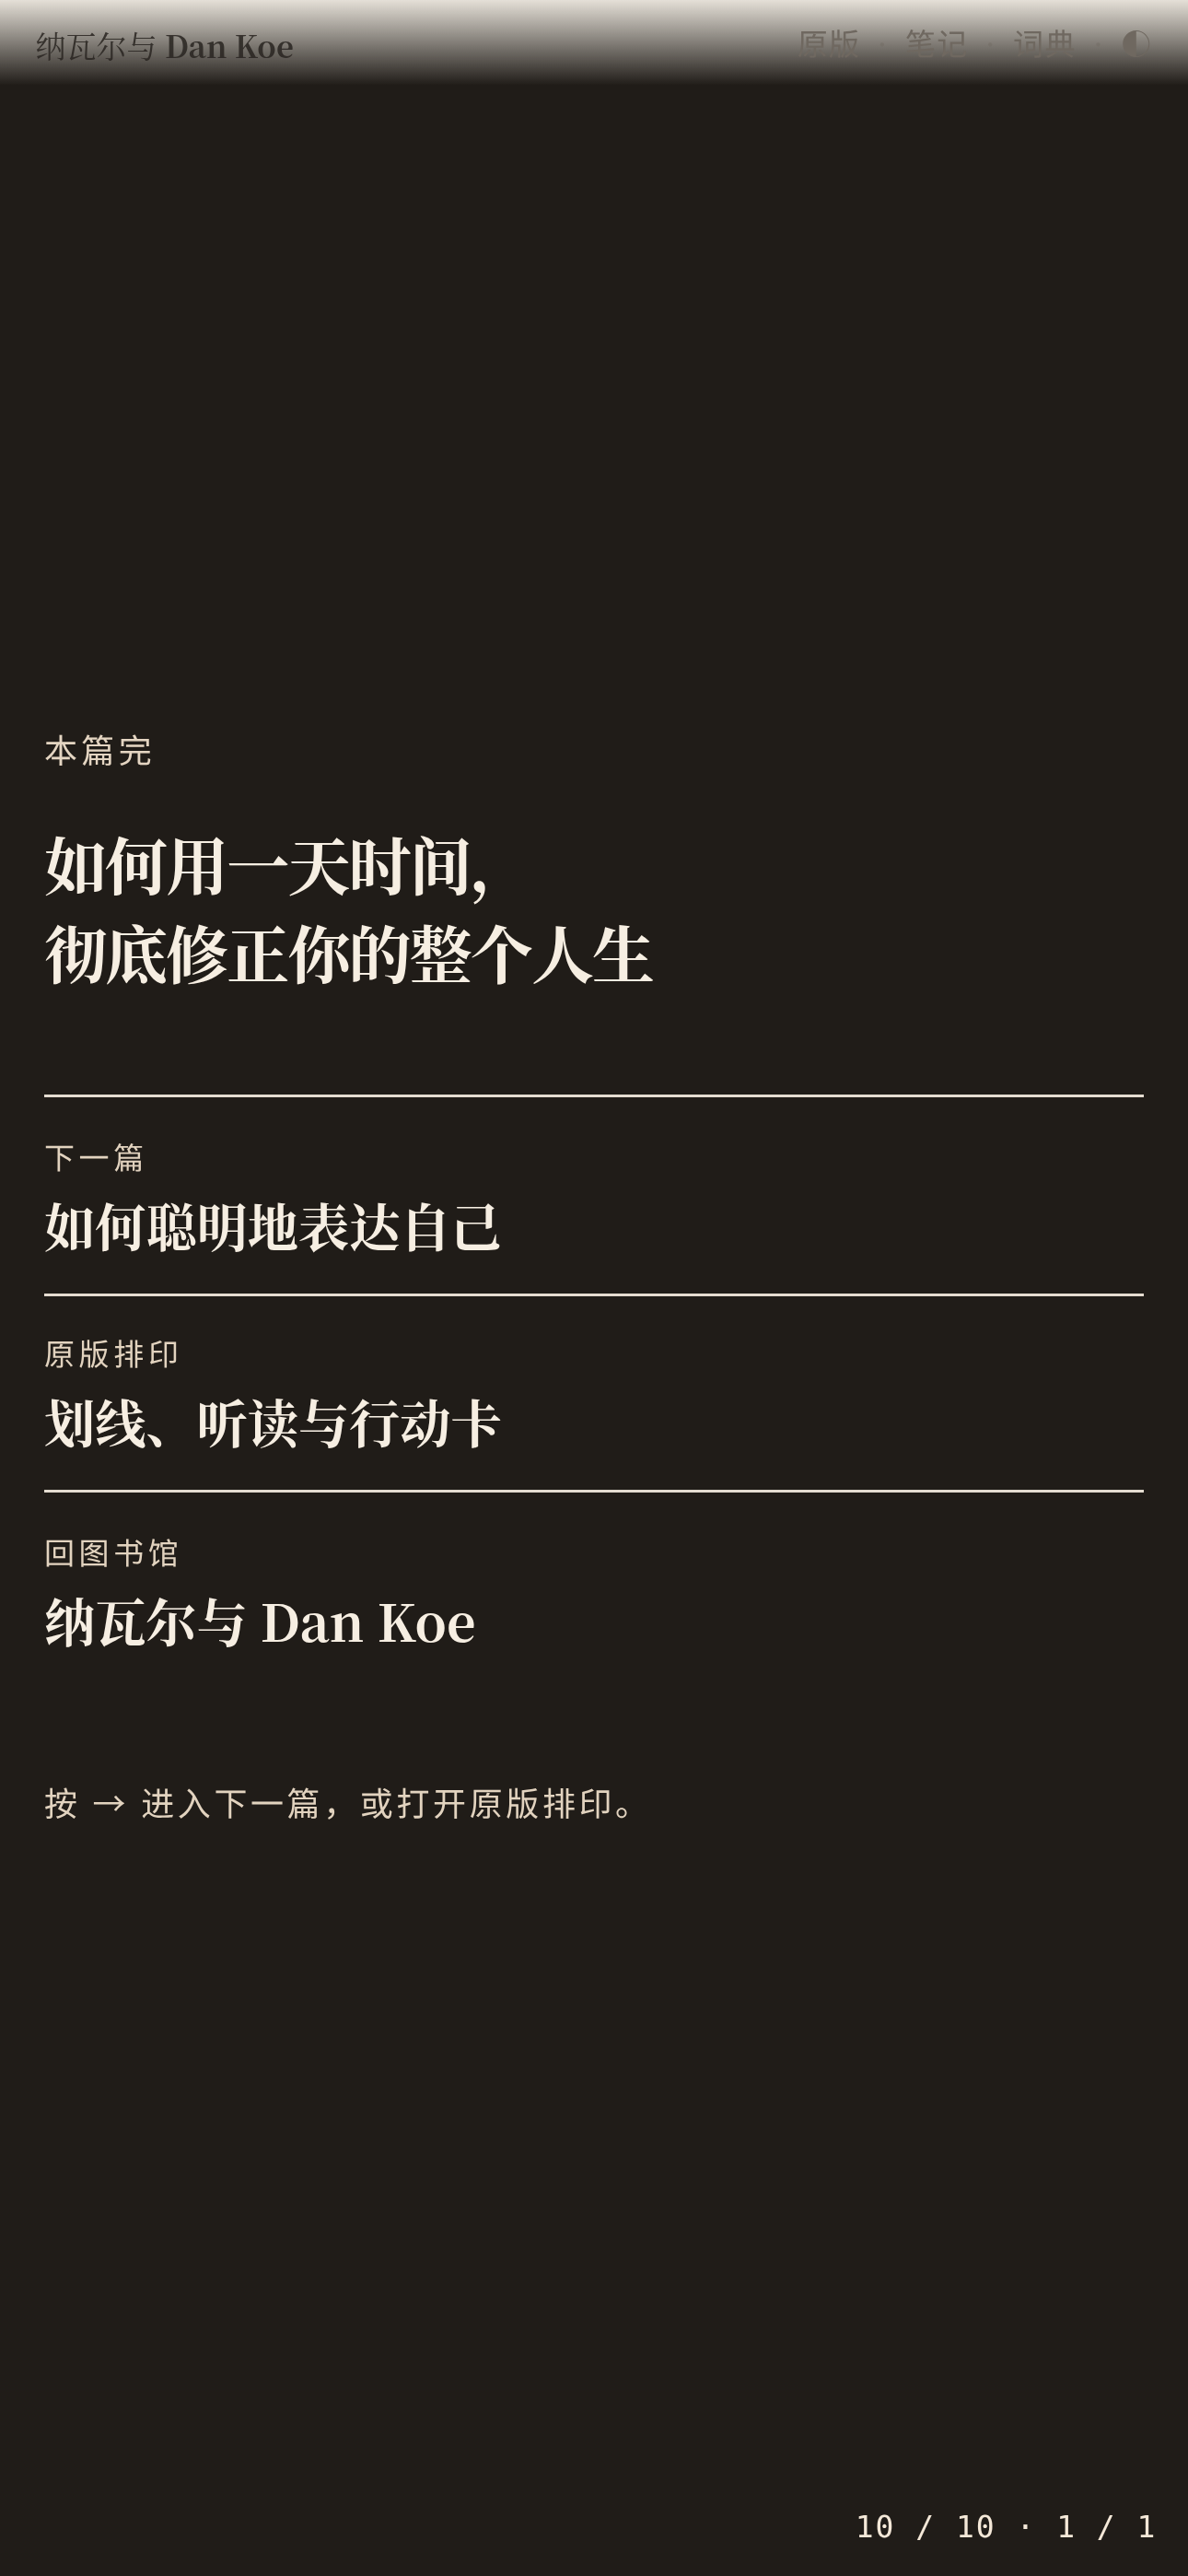 纳瓦尔与 Dan Koe
原版 · 笔记 · 词典 · ◐
本篇完
如何用一天时间，
彻底修正你的整个人生
下一篇
如何聪明地表达自己
原版排印
划线、听读与行动卡
回图书馆
纳瓦尔与 Dan Koe
按 → 进入下一篇，或打开原版排印。
10 / 10 · 1 / 1